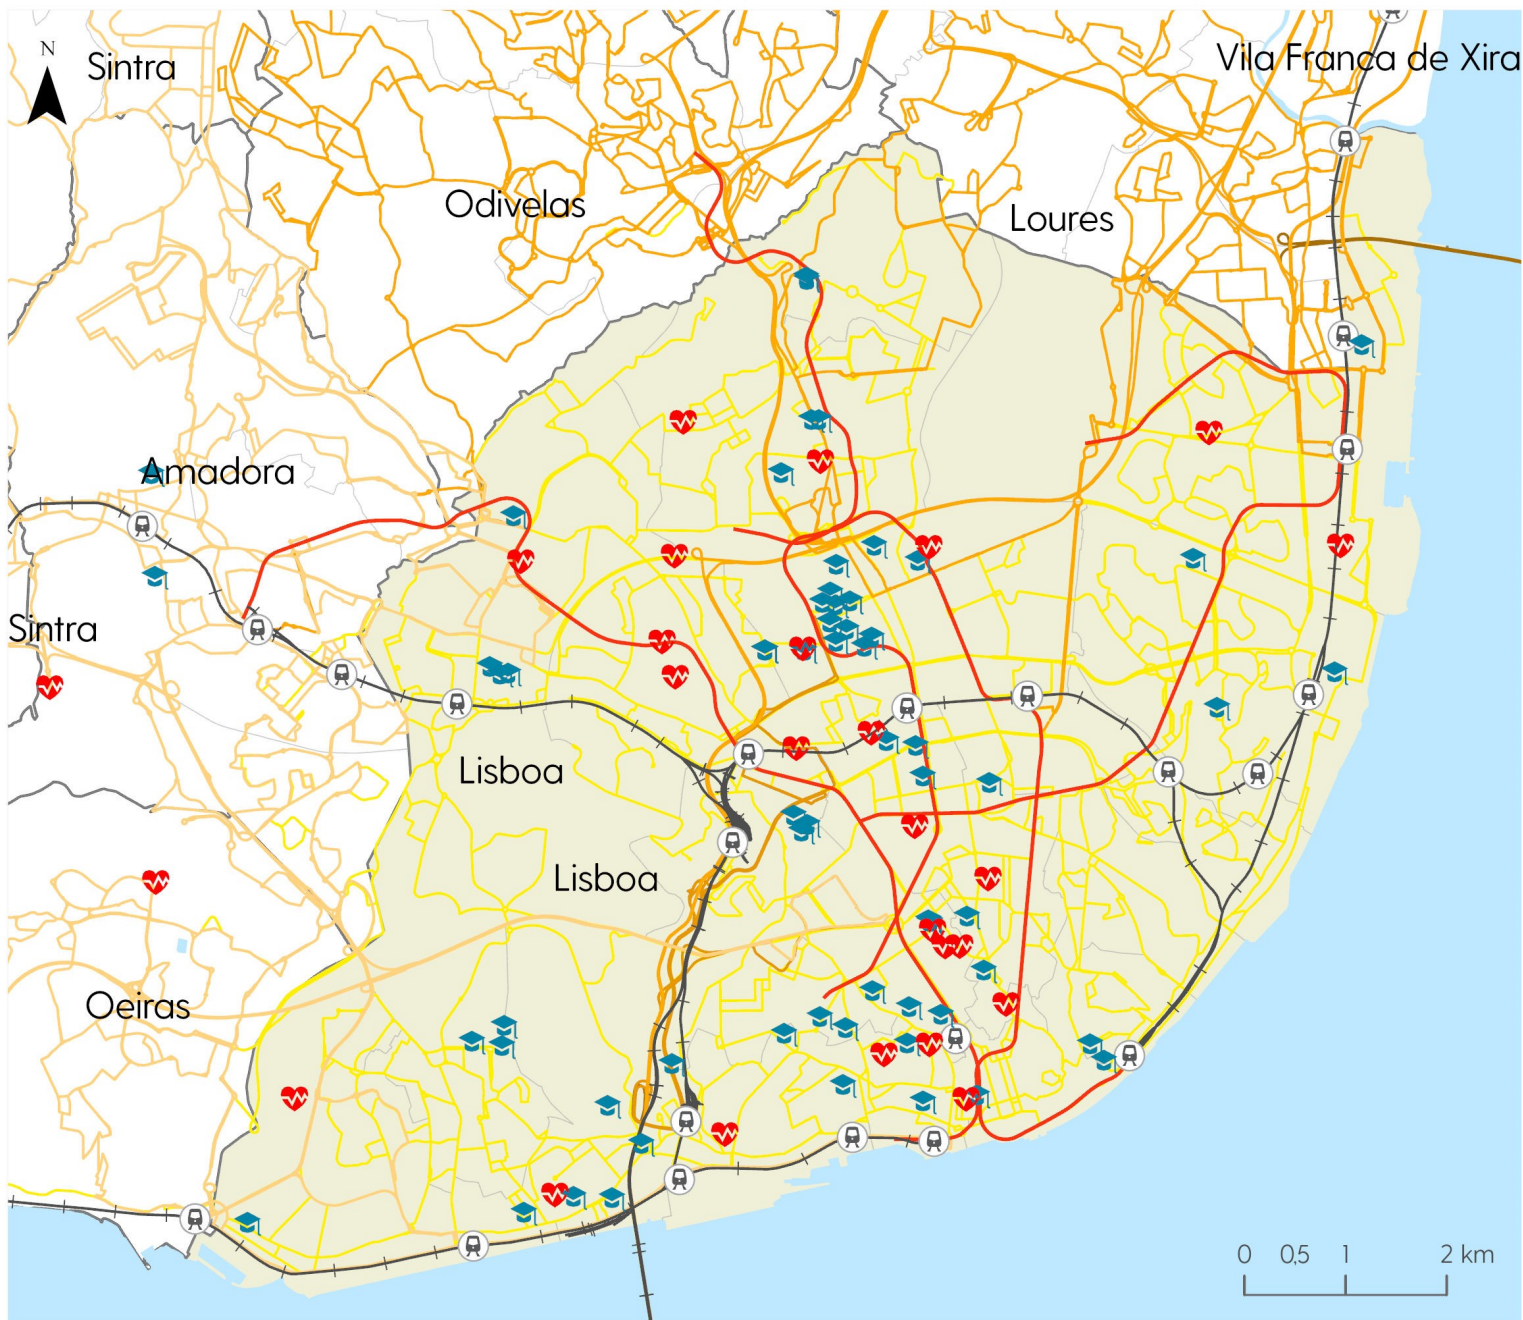 N
Sintra
Vila Franca de Xira
Odivelas
Loures
Amadora
Sintra
Lisboa
Lisboa
Oeiras
0 0,5 1 2 km